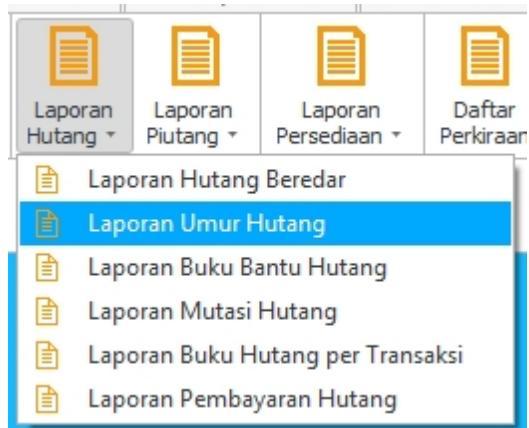 Laporan
Hutang
Laporan
Piutang
Laporan
Persediaan
Daftar
Perkiraan
Laporan Hutang Beredar
Laporan Umur Hutang
Laporan Buku Bantu Hutang
Laporan Mutasi Hutang
Laporan Buku Hutang per Transaksi
Laporan Pembayaran Hutang